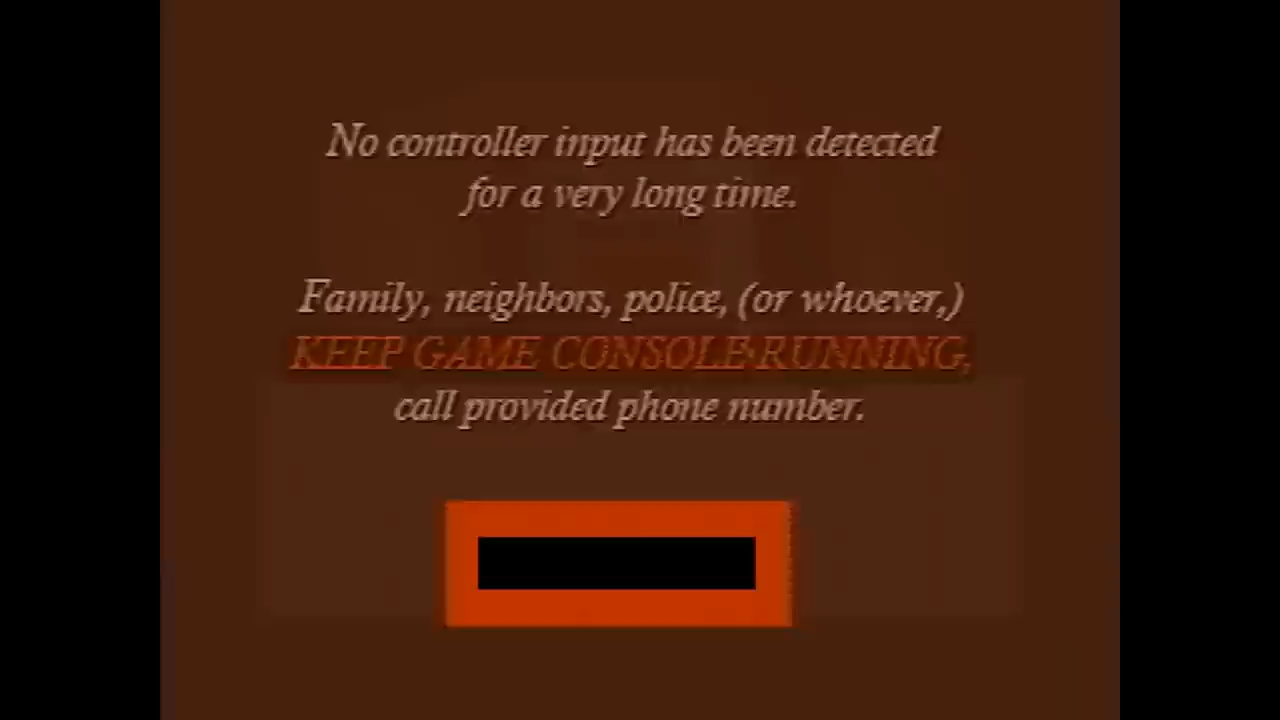 No controller input has been detected
for a very long time.
Family, neighbors, police, (or whoever,)
KEEP GAME CONSOLE RUNNING,
call provided phone number.